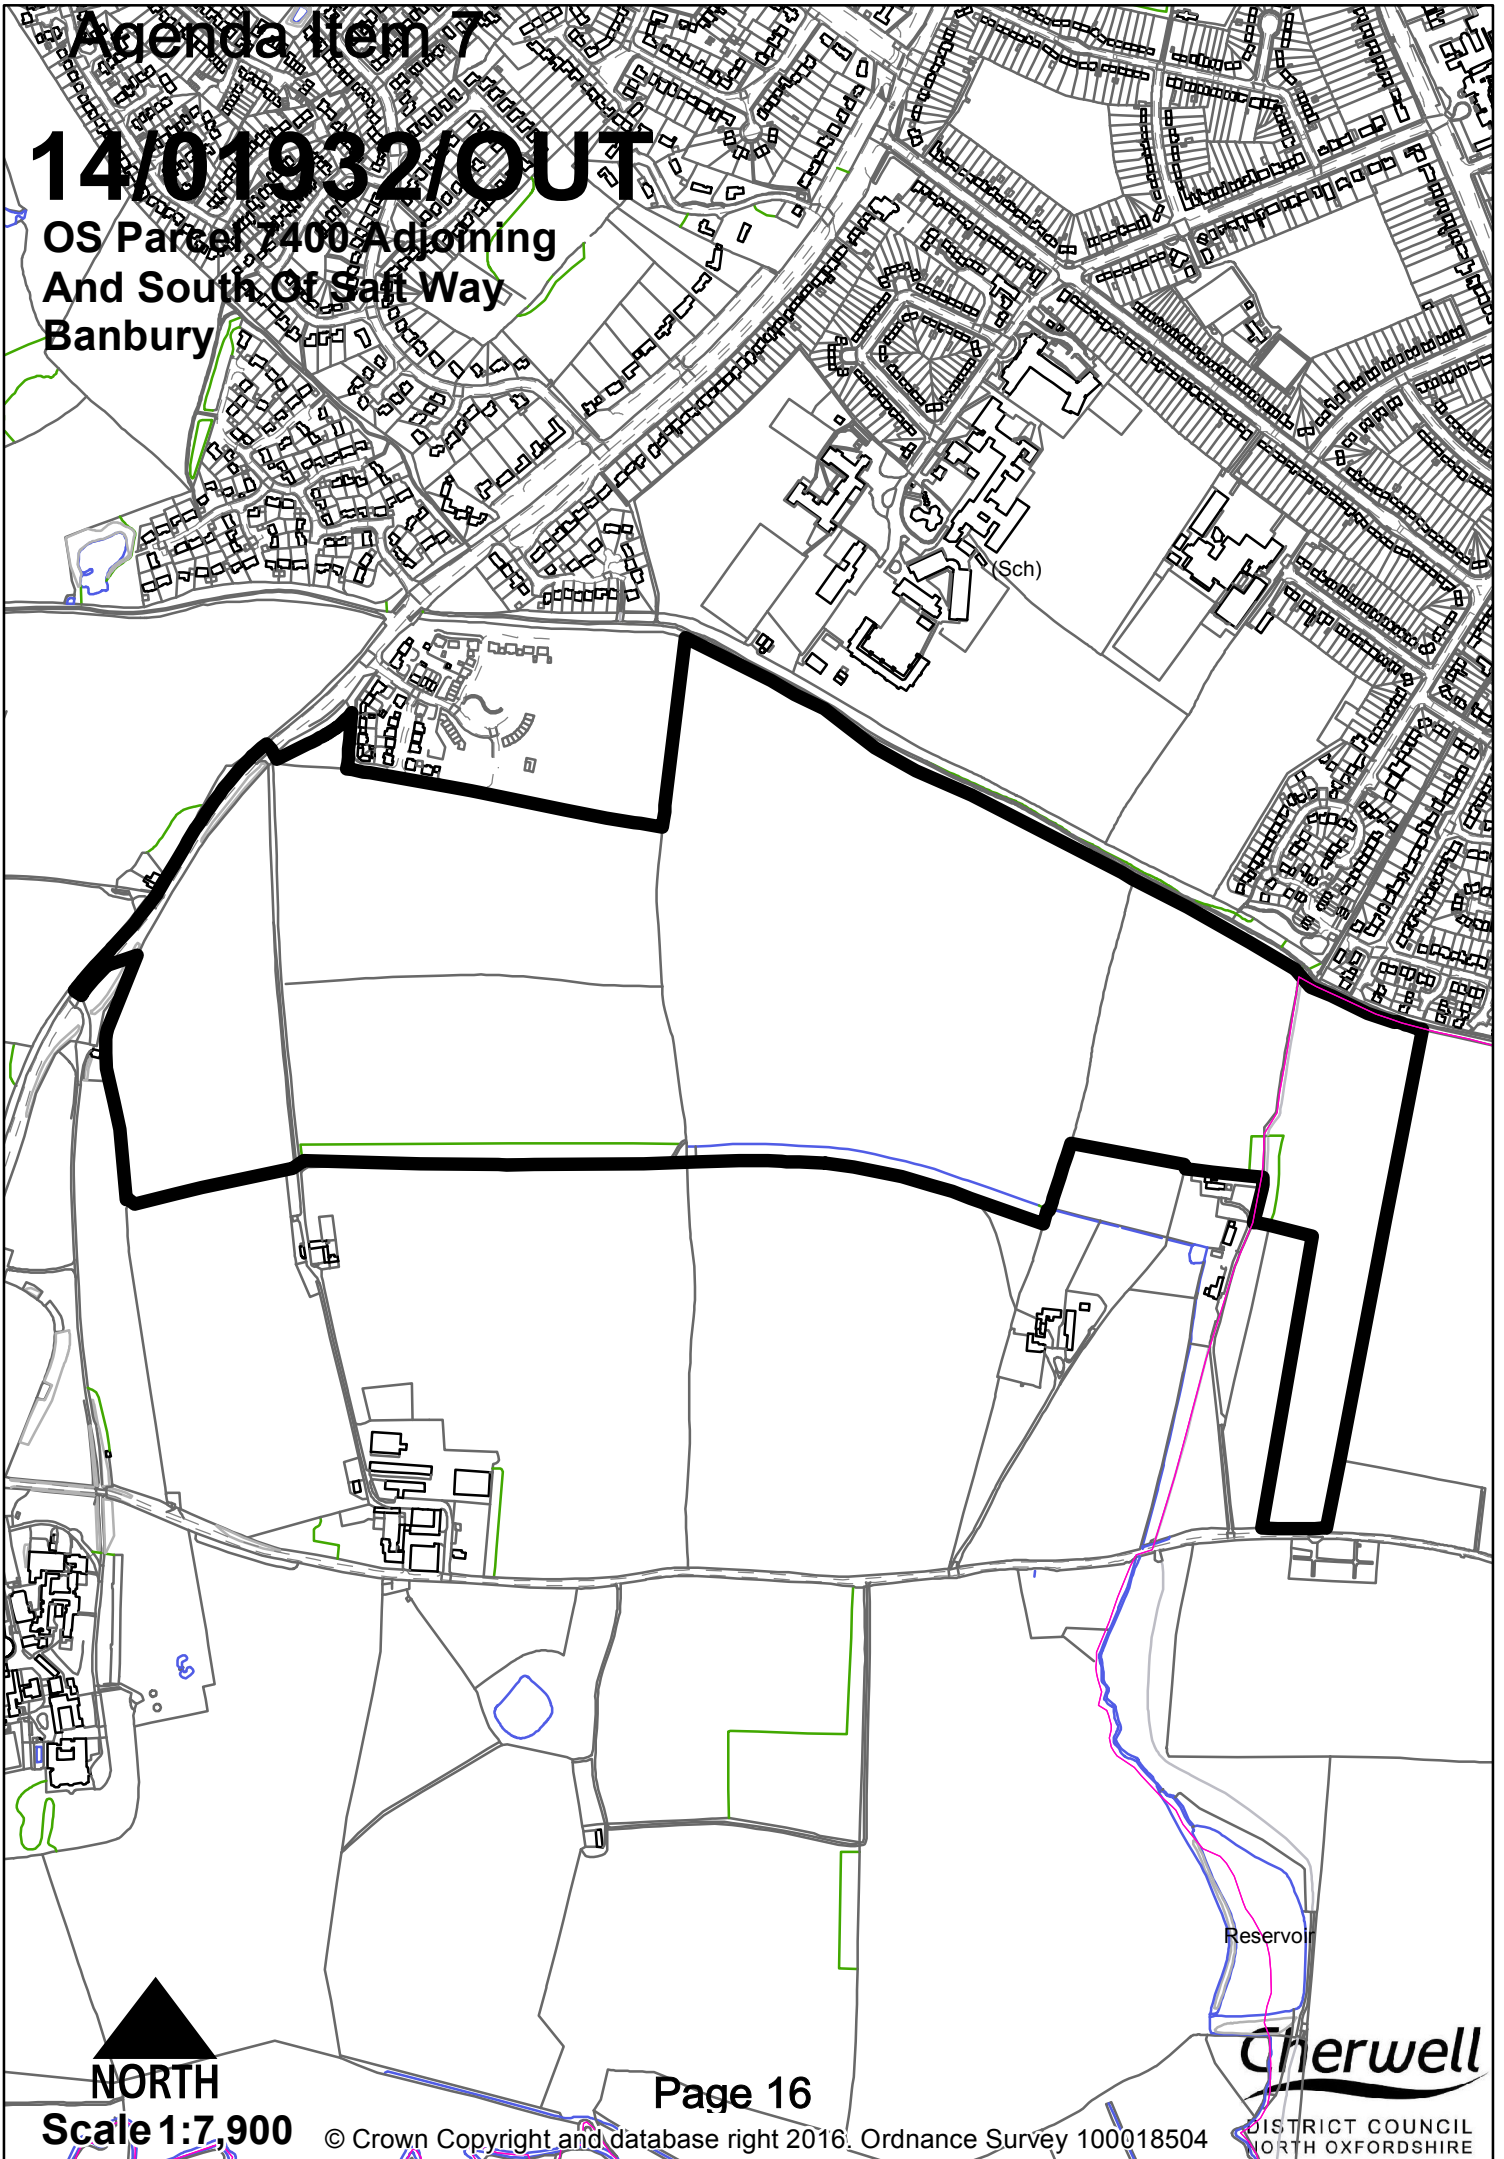 Agenda Item 7
14/01932/OUT
OS Parcel 7400 Adjoining
And South Of Salt Way
Banbury
(Sch)
Reservoir
NORTH
Scale 1:7,900
Page 16
© Crown Copyright and database right 2016. Ordnance Survey 100018504
Cherwell
DISTRICT COUNCIL
NORTH OXFORDSHIRE